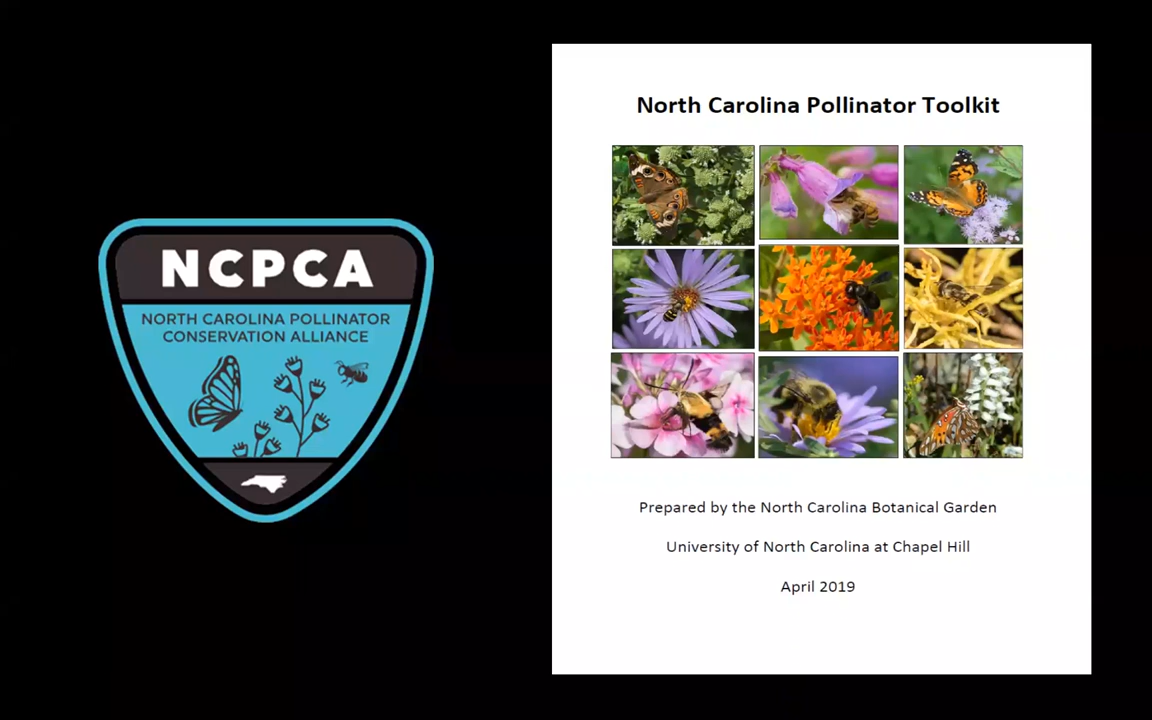 NCPCA
NORTH CAROLINA POLLINATOR
CONSERVATION ALLIANCE
North Carolina Pollinator Toolkit
Prepared by the North Carolina Botanical Garden
University of North Carolina at Chapel Hill
April 2019